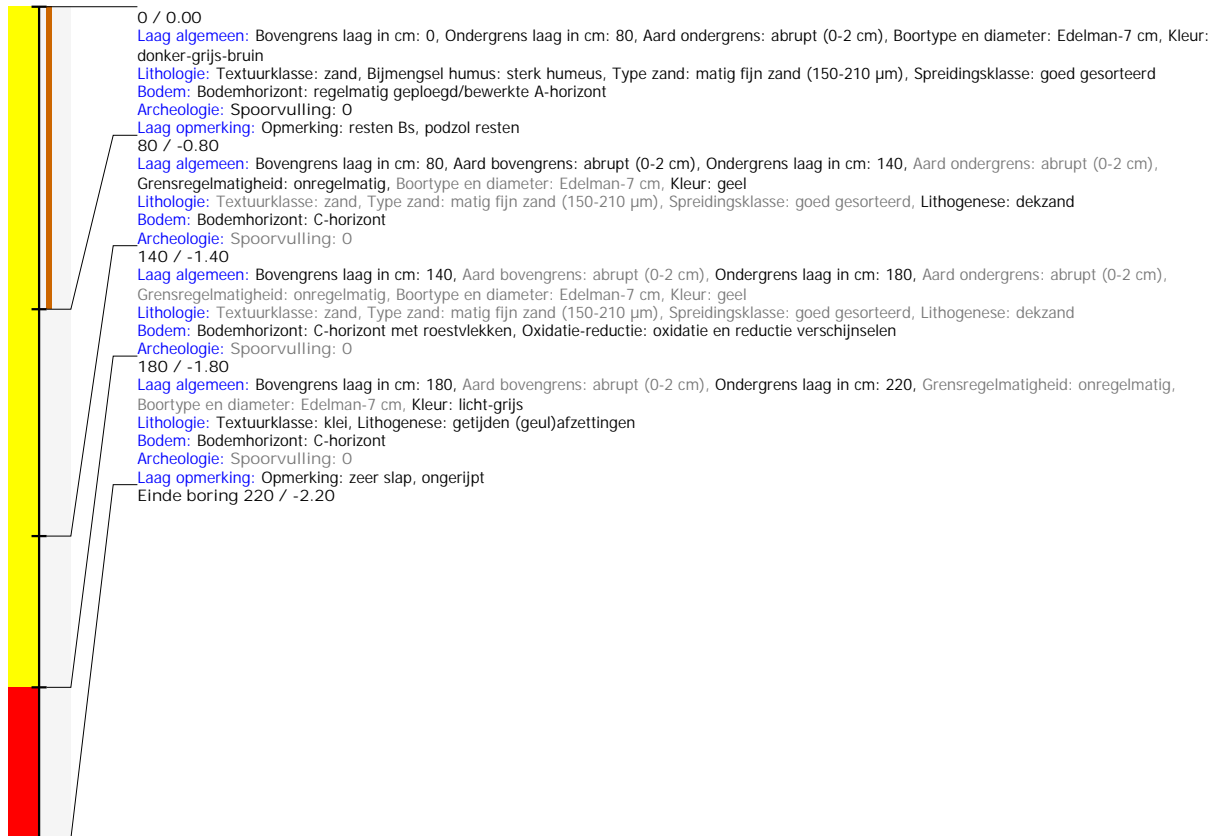 0 / 0.00
Laag algemeen: Bovengrens laag in cm: 0, Ondergrens laag in cm: 80, Aard ondergrens: abrupt (0-2 cm), Boortype en diameter: Edelman-7 cm, Kleur:
donker-grijs-bruin
Lithologie: Textuurklasse: zand, Bijmengsel humus: sterk humeus, Type zand: matig fijn zand (150-210 µm), Spreidingsklasse: goed gesorteerd
Bodem: Bodemhorizont: regelmatig geploegd/bewerkte A-horizont
Archeologie: Spoorvulling: 0
Laag opmerking: Opmerking: resten Bs, podzol resten
80 / -0.80
Laag algemeen: Bovengrens laag in cm: 80, Aard bovengrens: abrupt (0-2 cm), Ondergrens laag in cm: 140, Aard ondergrens: abrupt (0-2 cm),
Grensregelmatigheid: onregelmatig, Boortype en diameter: Edelman-7 cm, Kleur: geel
Lithologie: Textuurklasse: zand, Type zand: matig fijn zand (150-210 µm), Spreidingsklasse: goed gesorteerd, Lithogenese: dekzand
Bodem: Bodemhorizont: C-horizont
Archeologie: Spoorvulling: 0
140 / -1.40
Laag algemeen: Bovengrens laag in cm: 140, Aard bovengrens: abrupt (0-2 cm), Ondergrens laag in cm: 180, Aard ondergrens: abrupt (0-2 cm),
Grensregelmatigheid: onregelmatig, Boortype en diameter: Edelman-7 cm, Kleur: geel
Lithologie: Textuurklasse: zand, Type zand: matig fijn zand (150-210 µm), Spreidingsklasse: goed gesorteerd, Lithogenese: dekzand
Bodem: Bodemhorizont: C-horizont met roestvlekken, Oxidatie-reductie: oxidatie en reductie verschijnselen
Archeologie: Spoorvulling: 0
180 / -1.80
Laag algemeen: Bovengrens laag in cm: 180, Aard bovengrens: abrupt (0-2 cm), Ondergrens laag in cm: 220, Grensregelmatigheid: onregelmatig,
Boortype en diameter: Edelman-7 cm, Kleur: licht-grijs
Lithologie: Textuurklasse: klei, Lithogenese: getijden (geul)afzettingen
Bodem: Bodemhorizont: C-horizont
Archeologie: Spoorvulling: 0
Laag opmerking: Opmerking: zeer slap, ongerijpt
Einde boring 220 / -2.20